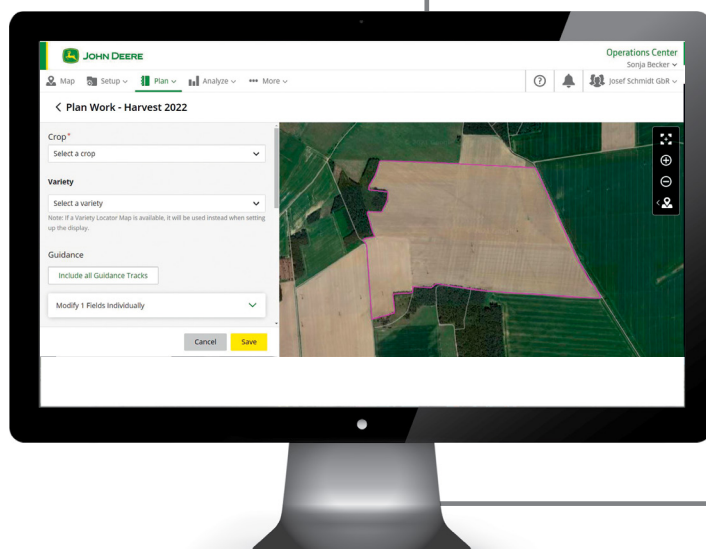 JOHN DEERE
Operations Center
Sonja Becker
Map Setup Plan Analyze ••• More
? Josef Schmidt GbR
< Plan Work - Harvest 2022
Crop*
Select a crop
Variety
Select a variety
Note: If a Variety Locator Map is available, it will be used instead when setting
up the display.
Guidance
Include all Guidance Tracks
Modify 1 Fields Individually
Cancel Save